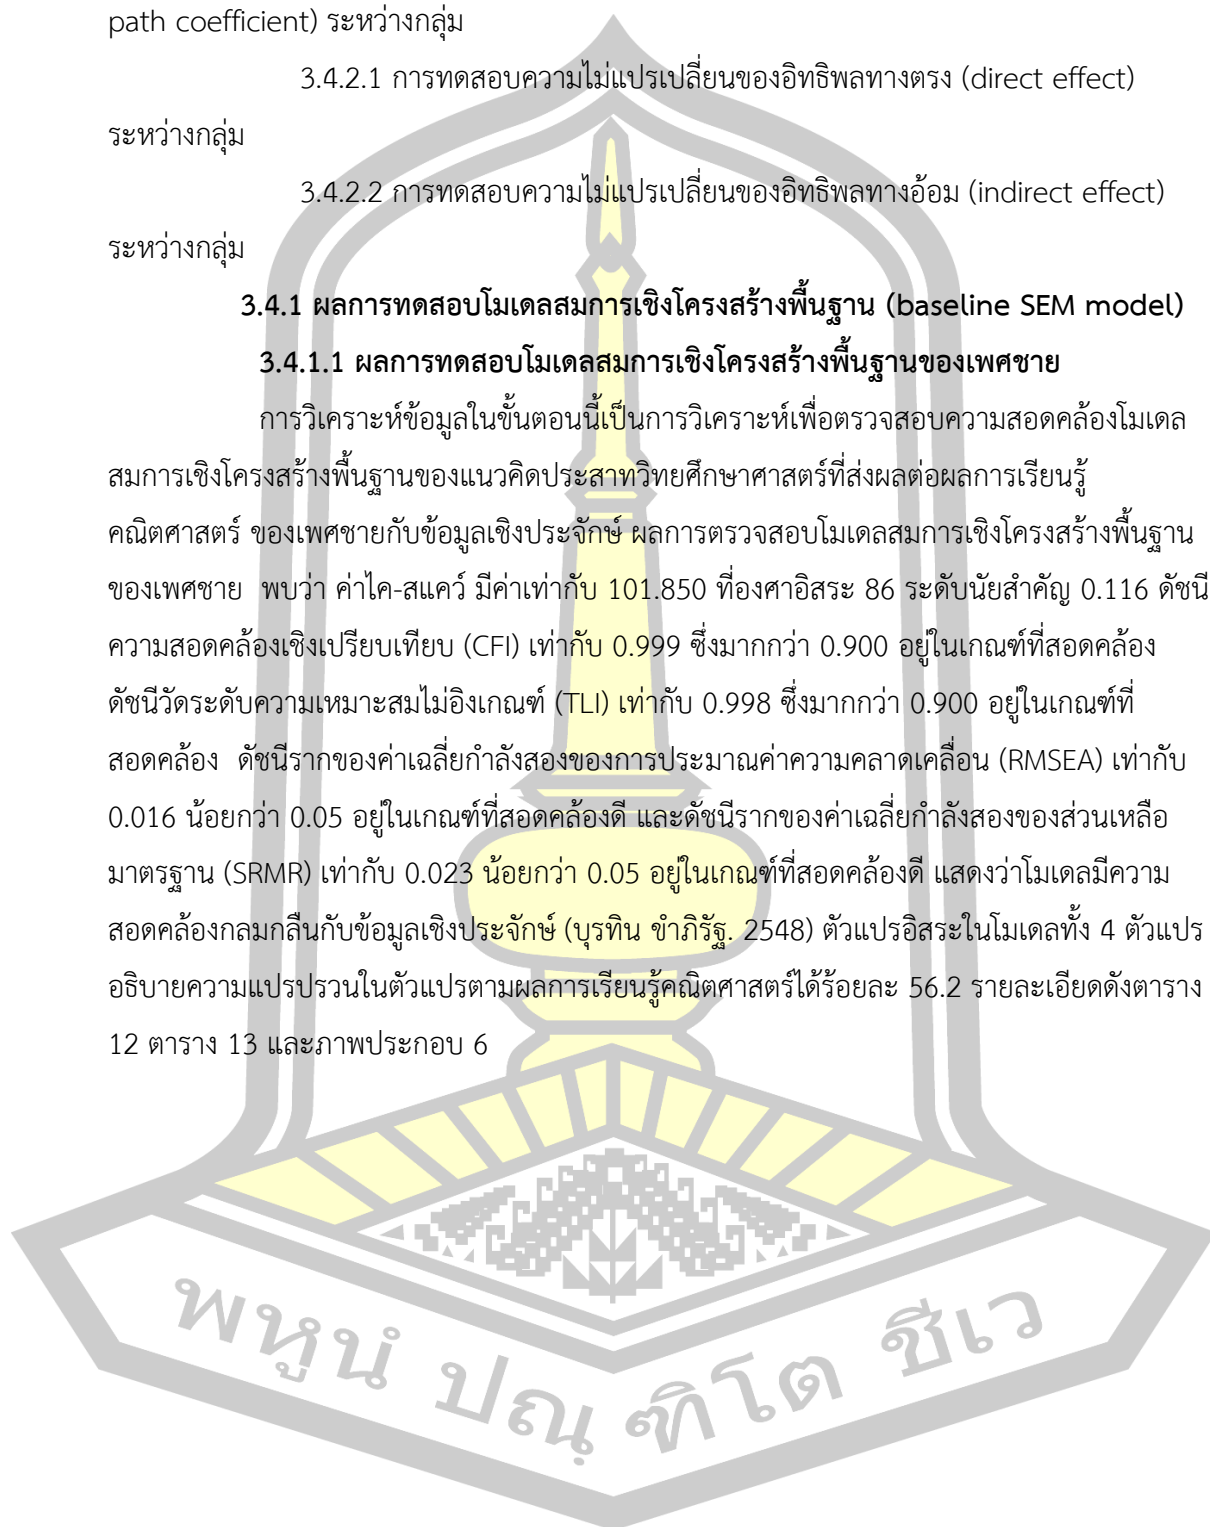 path coefficient) ระหว่างกลุ่ม
3.4.2.1 การทดสอบความไม่แปรเปลี่ยนของอิทธิพลทางตรง (direct effect)
ระหว่างกลุ่ม
3.4.2.2 การทดสอบความไม่แปรเปลี่ยนของอิทธิพลทางอ้อม (indirect effect)
ระหว่างกลุ่ม
3.4.1 ผลการทดสอบโมเดลสมการเชิงโครงสร้างพื้นฐาน (baseline SEM model)
3.4.1.1 ผลการทดสอบโมเดลสมการเชิงโครงสร้างพื้นฐานของเพศชาย
การวิเคราะห์ข้อมูลในขั้นตอนนี้เป็นการวิเคราะห์เพื่อตรวจสอบความสอดคล้องโมเดล
สมการเชิงโครงสร้างพื้นฐานของแนวคิดประสาทวิทยศึกษาศาสตร์ที่ส่งผลต่อผลการเรียนรู้
คณิตศาสตร์ ของเพศชายกับข้อมูลเชิงประจักษ์ ผลการตรวจสอบโมเดลสมการเชิงโครงสร้างพื้นฐาน
ของเพศชาย พบว่า ค่าไค-สแคว์ มีค่าเท่ากับ 101.850 ที่องศาอิสระ 86 ระดับนัยสำคัญ 0.116 ดัชนี
ความสอดคล้องเชิงเปรียบเทียบ (CFI) เท่ากับ 0.999 ซึ่งมากกว่า 0.900 อยู่ในเกณฑ์ที่สอดคล้อง
ดัชนีวัดระดับความเหมาะสมไม่อิงเกณฑ์ (TLI) เท่ากับ 0.998 ซึ่งมากกว่า 0.900 อยู่ในเกณฑ์ที่
สอดคล้อง ดัชนีรากของค่าเฉลี่ยกำลังสองของการประมาณค่าความคลาดเคลื่อน (RMSEA) เท่ากับ
0.016 น้อยกว่า 0.05 อยู่ในเกณฑ์ที่สอดคล้องดี และดัชนีรากของค่าเฉลี่ยกำลังสองของส่วนเหลือ
มาตรฐาน (SRMR) เท่ากับ 0.023 น้อยกว่า 0.05 อยู่ในเกณฑ์ที่สอดคล้องดี แสดงว่าโมเดลมีความ
สอดคล้องกลมกลืนกับข้อมูลเชิงประจักษ์ (บุรทิน ขำภิรัฐ. 2548) ตัวแปรอิสระในโมเดลทั้ง 4 ตัวแปร
อธิบายความแปรปรวนในตัวแปรตามผลการเรียนรู้คณิตศาสตร์ได้ร้อยละ 56.2 รายละเอียดดังตาราง
12 ตาราง 13 และภาพประกอบ 6
พหูนํ ปณฺฑิโต ชีเว